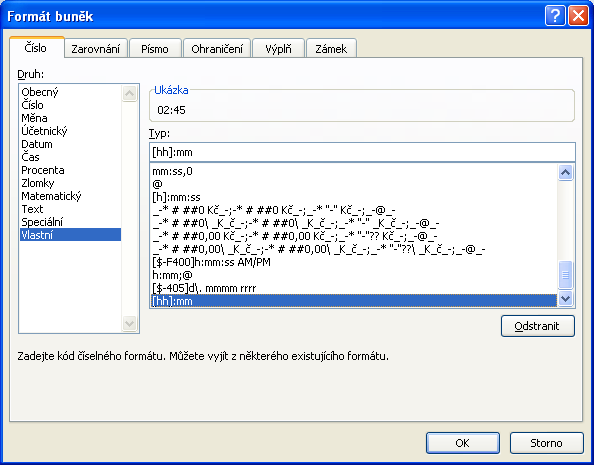 Formát buněk
Číslo Zarovnání Písmo Ohraničení Výplň Zámek
Druh:
Obecný
Číslo
Měna
Účetnický
Datum
Čas
Procenta
Zlomky
Matematický
Text
Speciální
Vlastní
Ukázka
02:45
Typ:
[hh]:mm
mm:ss,0
@
[h]:mm:ss
_-* # ##0 Kč_-;-* # ##0 Kč_-;_-* "-" Kč_-;_-@_-
_-* # ##0\ _K_č_-;-* # ##0\ _K_č_-;_-* "-"\ _K_č_-;_-@_-
_-* # ##0,00 Kč_-;-* # ##0,00 Kč_-;_-* "-"?? Kč_-;_-@_-
_-* # ##0,00\ _K_č_-;-* # ##0,00\ _K_č_-;_-* "-"??\ _K_č_-;_-@_-
[$-F400]h:mm:ss AM/PM
h:mm;@
[$-405]d\. mmmm rrrr
[hh]:mm
Odstranit
Zadejte kód číselného formátu. Můžete vyjít z některého existujícího formátu.
OK Storno